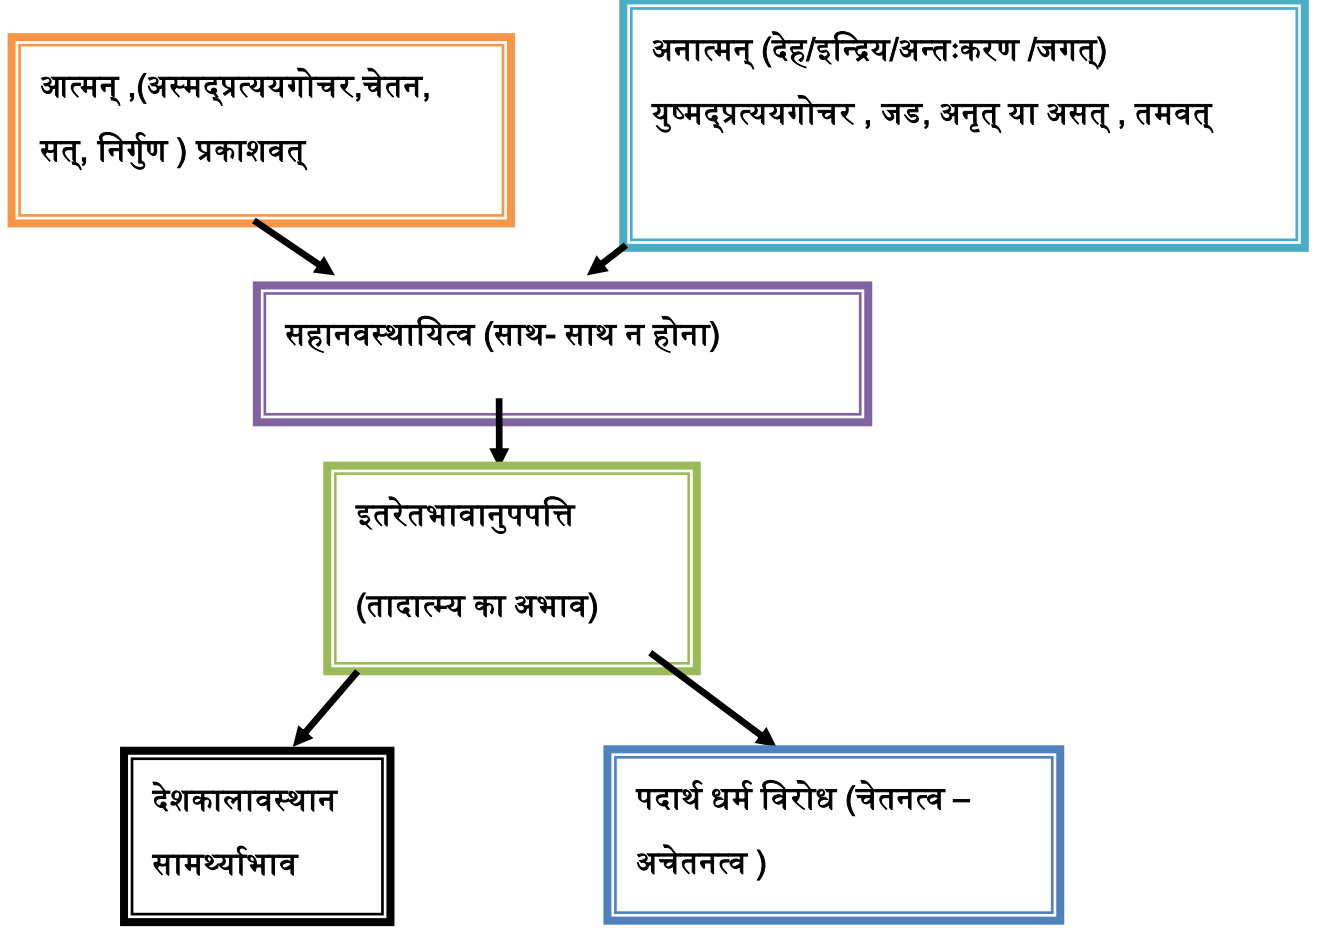 आत्मन् ,(अस्मद्प्रत्ययगोचर,चेतन,
सत्, निर्गुण ) प्रकाशवत्
अनात्मन् (देह/इन्द्रिय/अन्तःकरण /जगत्)
युष्मद्प्रत्ययगोचर , जड, अनृत् या असत् , तमवत्
सहानवस्थायित्व (साथ- साथ न होना)
इतरेतभावानुपपत्ति
(तादात्म्य का अभाव)
देशकालावस्थान
सामर्थ्याभाव
पदार्थ धर्म विरोध (चेतनत्व –
अचेतनत्व )